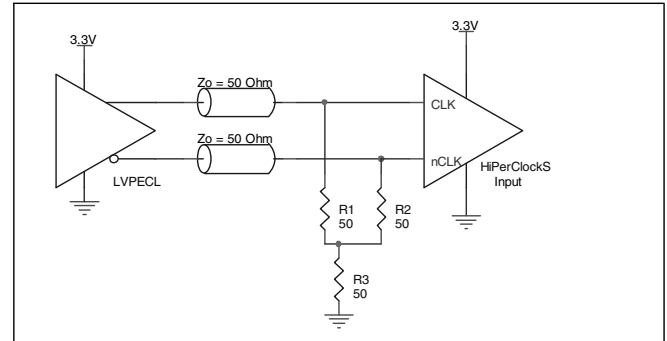 3.3V
3.3V
Zo = 50 Ohm
CLK
Zo = 50 Ohm
nCLK
HiPerClockS
Input
LVPECL
R1
50
R2
50
R3
50